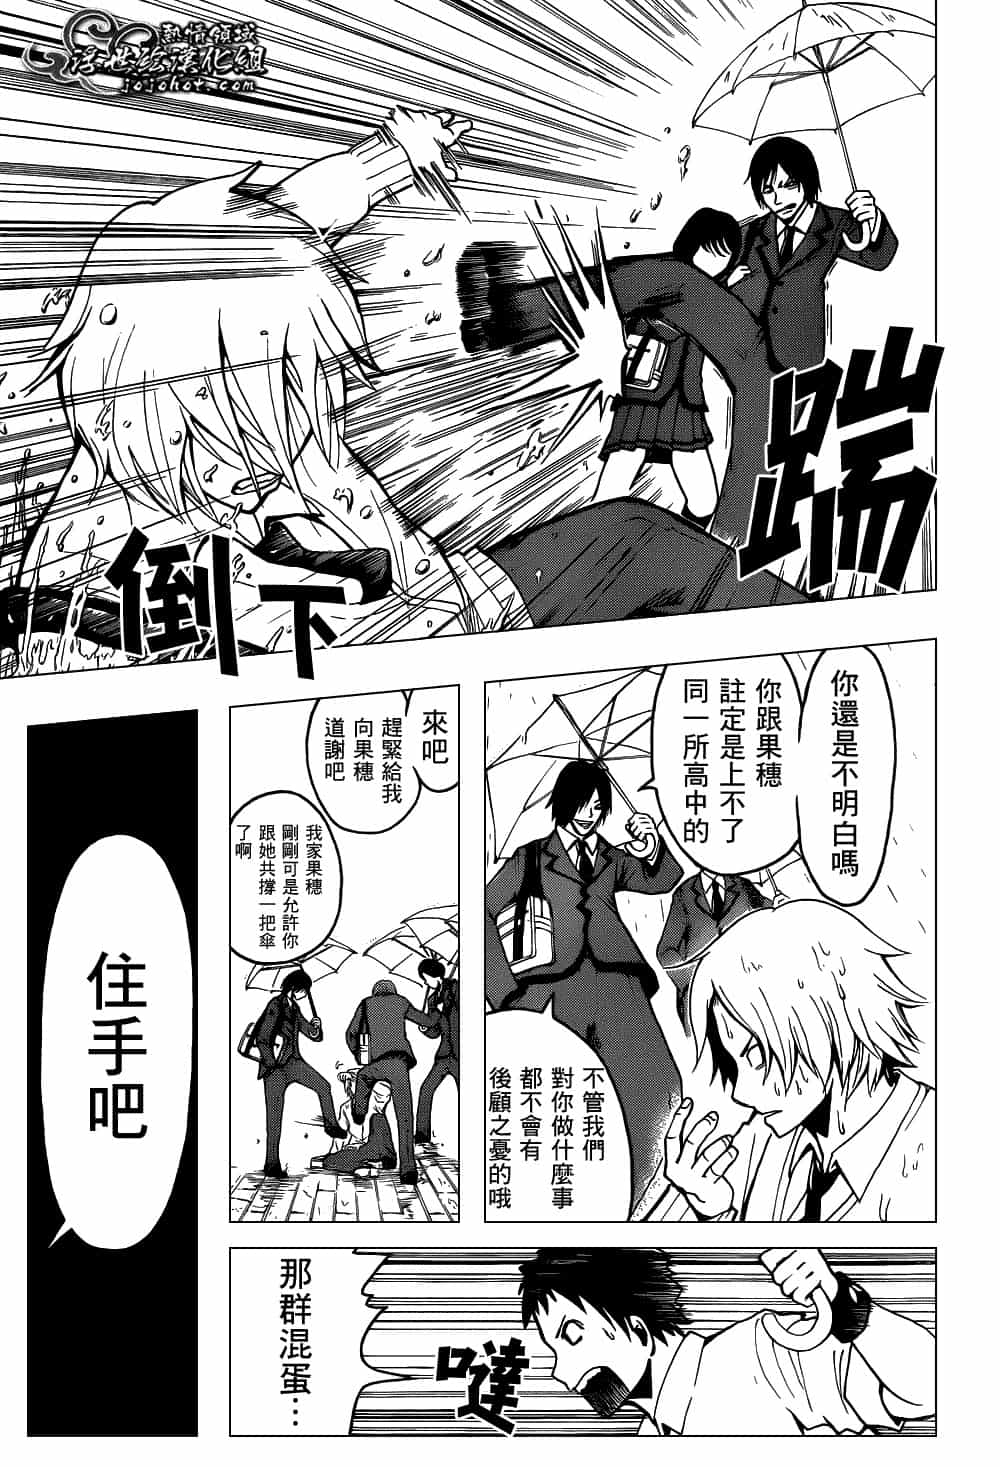 熱情領域
浮世繪漢化組
jojohot.com
踹
倒下
你還是不明白嗎
你跟果穗
註定是上不了
同一所高中的
不管我們
對你做什麼事
都不會有
後顧之憂的哦
來吧
趕緊給我
向果穗
道謝吧
我家果穗
剛剛可是允許你
跟她共撐一把傘
了啊
噠
那群混蛋…
住手吧